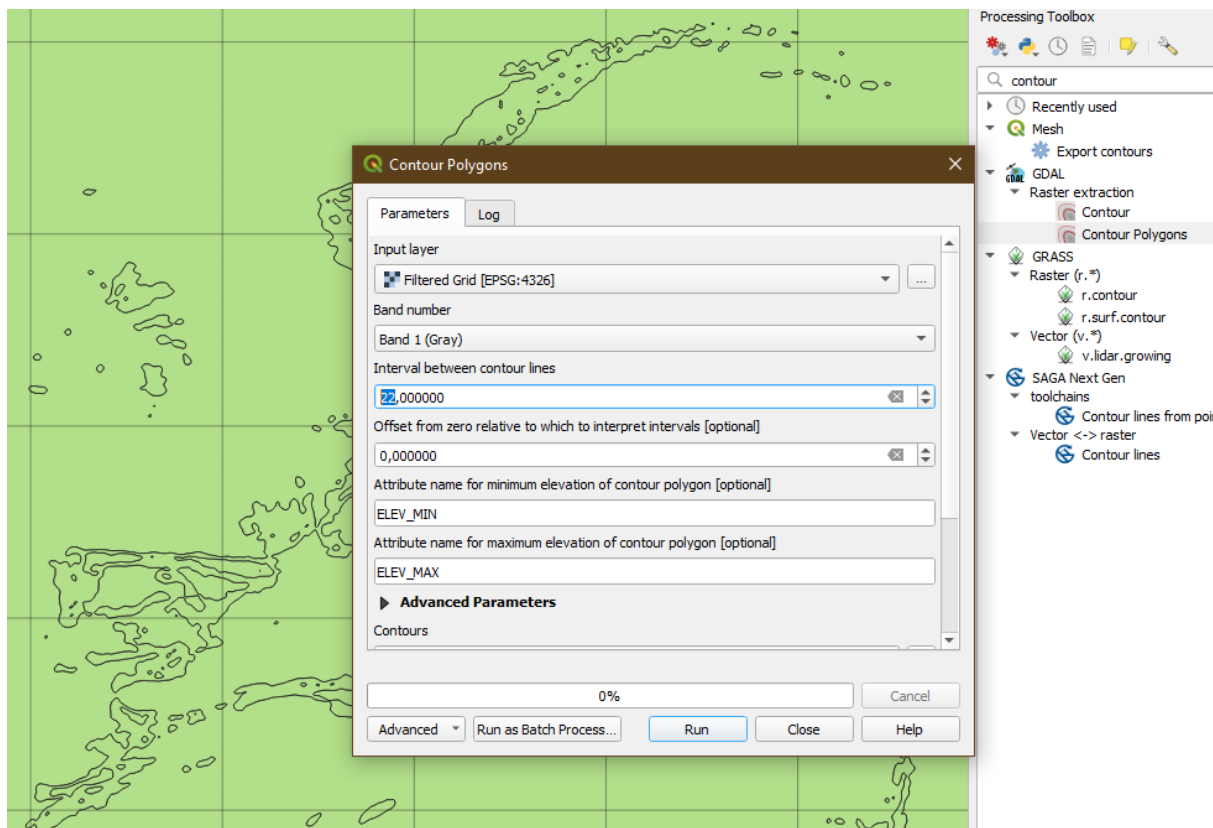 Processing Toolbox
contour
Recently used
Mesh
Export contours
GDAL
Raster extraction
Contour
Contour Polygons
GRASS
Raster (r.*)
r.contour
r.surf.contour
Vector (v.*)
v.lidar.growing
SAGA Next Gen
toolchains
Contour lines from poi
Vector <-> raster
Contour lines
Contour Polygons
Parameters
Log
Input layer
Filtered Grid [EPSG:4326]
...
Band number
Band 1 (Gray)
Interval between contour lines
22,000000
Offset from zero relative to which to interpret intervals [optional]
0,000000
Attribute name for minimum elevation of contour polygon [optional]
ELEV_MIN
Attribute name for maximum elevation of contour polygon [optional]
ELEV_MAX
Advanced Parameters
Contours
0%
Cancel
Advanced
Run as Batch Process...
Run
Close
Help